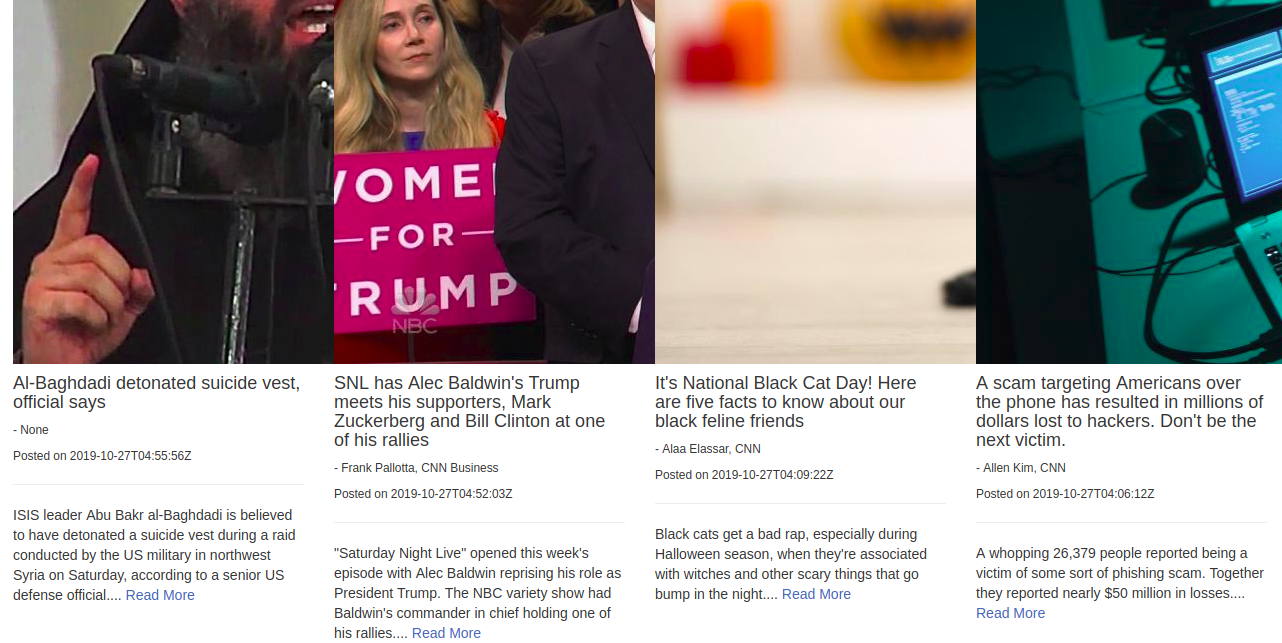 WOME
FOR
TRUMP
NBC
Al-Baghdadi detonated suicide vest,
official says
- None
Posted on 2019-10-27T04:55:56Z
ISIS leader Abu Bakr al-Baghdadi is believed
to have detonated a suicide vest during a raid
conducted by the US military in northwest
Syria on Saturday, according to a senior US
defense official.... Read More
SNL has Alec Baldwin's Trump
meets his supporters, Mark
Zuckerberg and Bill Clinton at one
of his rallies
- Frank Pallotta, CNN Business
Posted on 2019-10-27T04:52:03Z
"Saturday Night Live" opened this week's
episode with Alec Baldwin reprising his role as
President Trump. The NBC variety show had
Baldwin's commander in chief holding one of
his rallies.... Read More
It's National Black Cat Day! Here
are five facts to know about our
black feline friends
- Alaa Elassar, CNN
Posted on 2019-10-27T04:09:22Z
Black cats get a bad rap, especially during
Halloween season, when they're associated
with witches and other scary things that go
bump in the night.... Read More
A scam targeting Americans over
the phone has resulted in millions of
dollars lost to hackers. Don't be the
next victim.
- Allen Kim, CNN
Posted on 2019-10-27T04:06:12Z
A whopping 26,379 people reported being a
victim of some sort of phishing scam. Together
they reported nearly $50 million in losses....
Read More